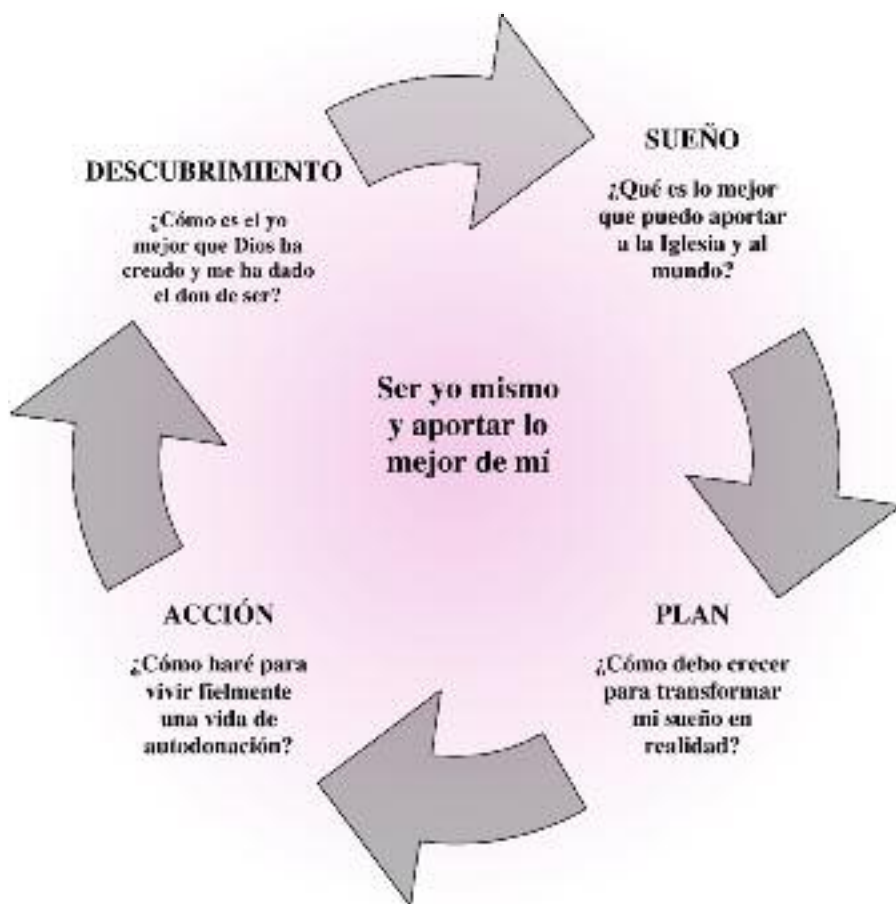 DESCUBRIMIENTO
¿Cómo es el yo
mejor que Dios ha
creado y me ha dado
el don de ser?
SUEÑO
¿Qué es lo mejor
que puedo aportar
a la Iglesia y al
mundo?
Ser yo mismo
y aportar lo
mejor de mí
ACCIÓN
¿Cómo haré para
vivir fielmente
una vida de
autodonación?
PLAN
¿Cómo debo crecer
para transformar
mi sueño en
realidad?